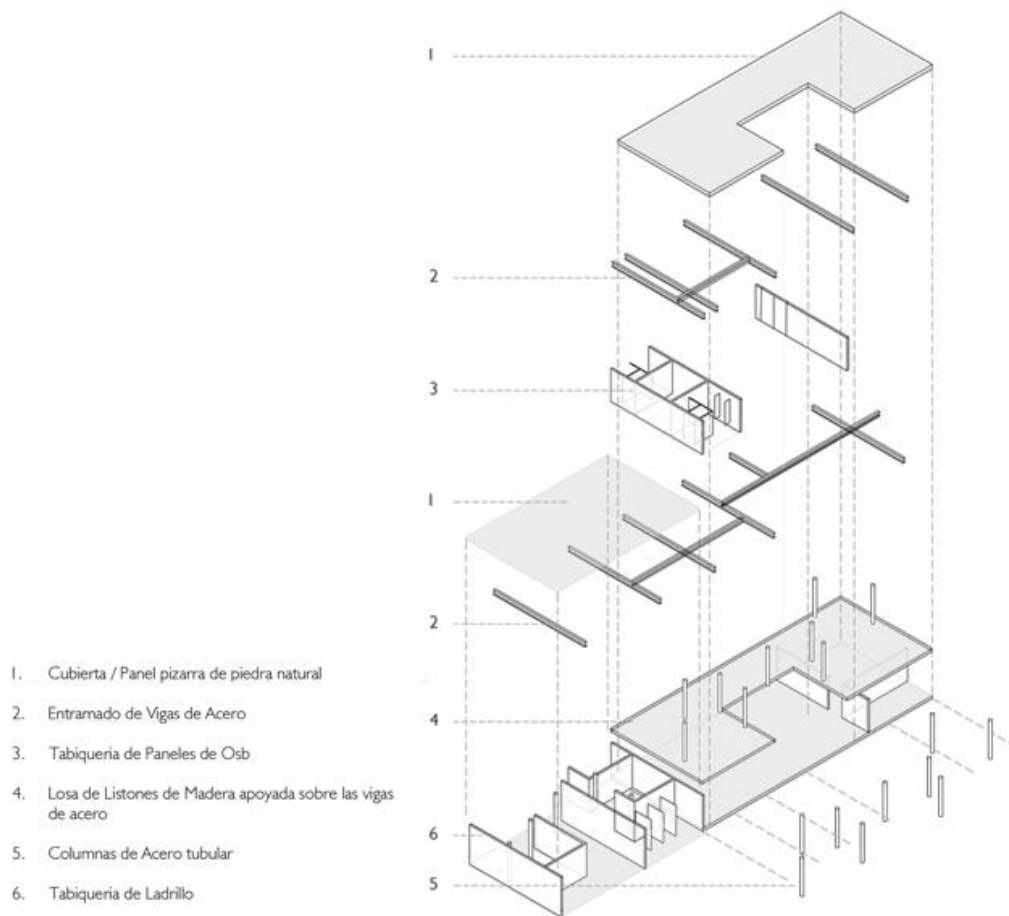 1
2
3
1
2
4
6
5
1. Cubierta / Panel pizarra de piedra natural
2. Entramado de Vigas de Acero
3. Tabiqueria de Paneles de Osb
4. Losa de Listones de Madera apoyada sobre las vigas
de acero
5. Columnas de Acero tubular
6. Tabiqueria de Ladrillo